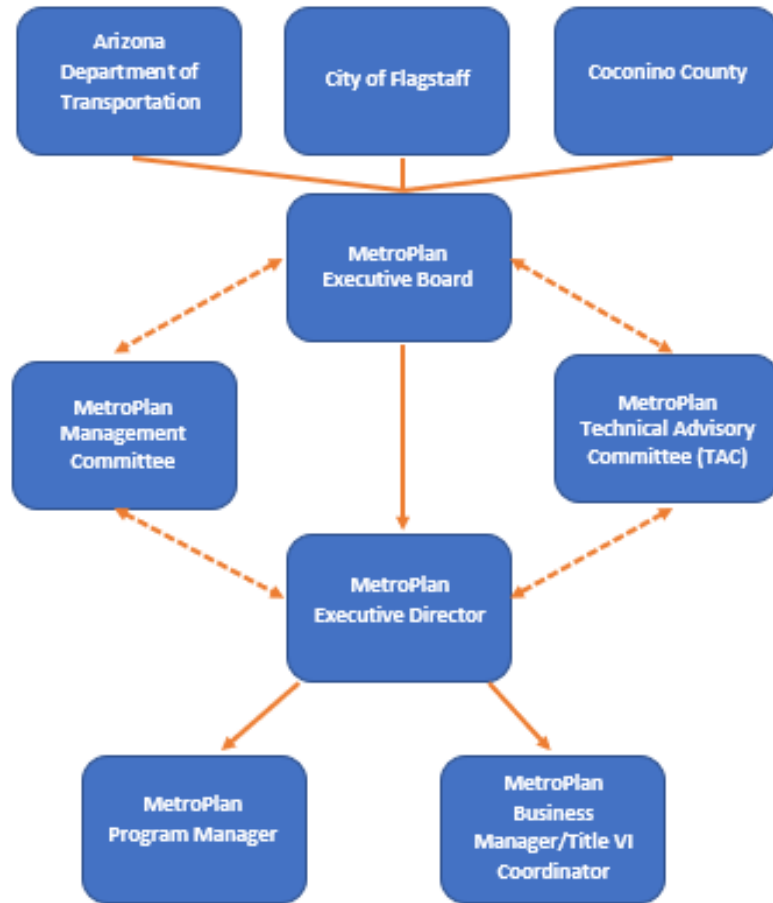 Arizona
Department of
Transportation
City of Flagstaff
Coconino County
MetroPlan
Executive Board
MetroPlan
Management
Committee
MetroPlan
Technical Advisory
Committee (TAC)
MetroPlan
Executive Director
MetroPlan
Program Manager
MetroPlan
Business
Manager/Title VI
Coordinator